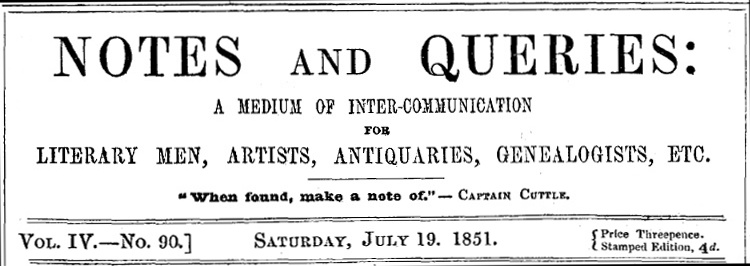 NOTES AND QUERIES:
A MEDIUM OF INTER-COMMUNICATION
FOR
LITERARY MEN, ARTISTS, ANTIQUARIES, GENEALOGISTS, ETC.
"When found, make a note of."—CAPTAIN CUTTLE.
VOL. IV.—No. 90.] SATURDAY, JULY 19. 1851. { Price Threepence.
{ Stamped Edition, 4d.